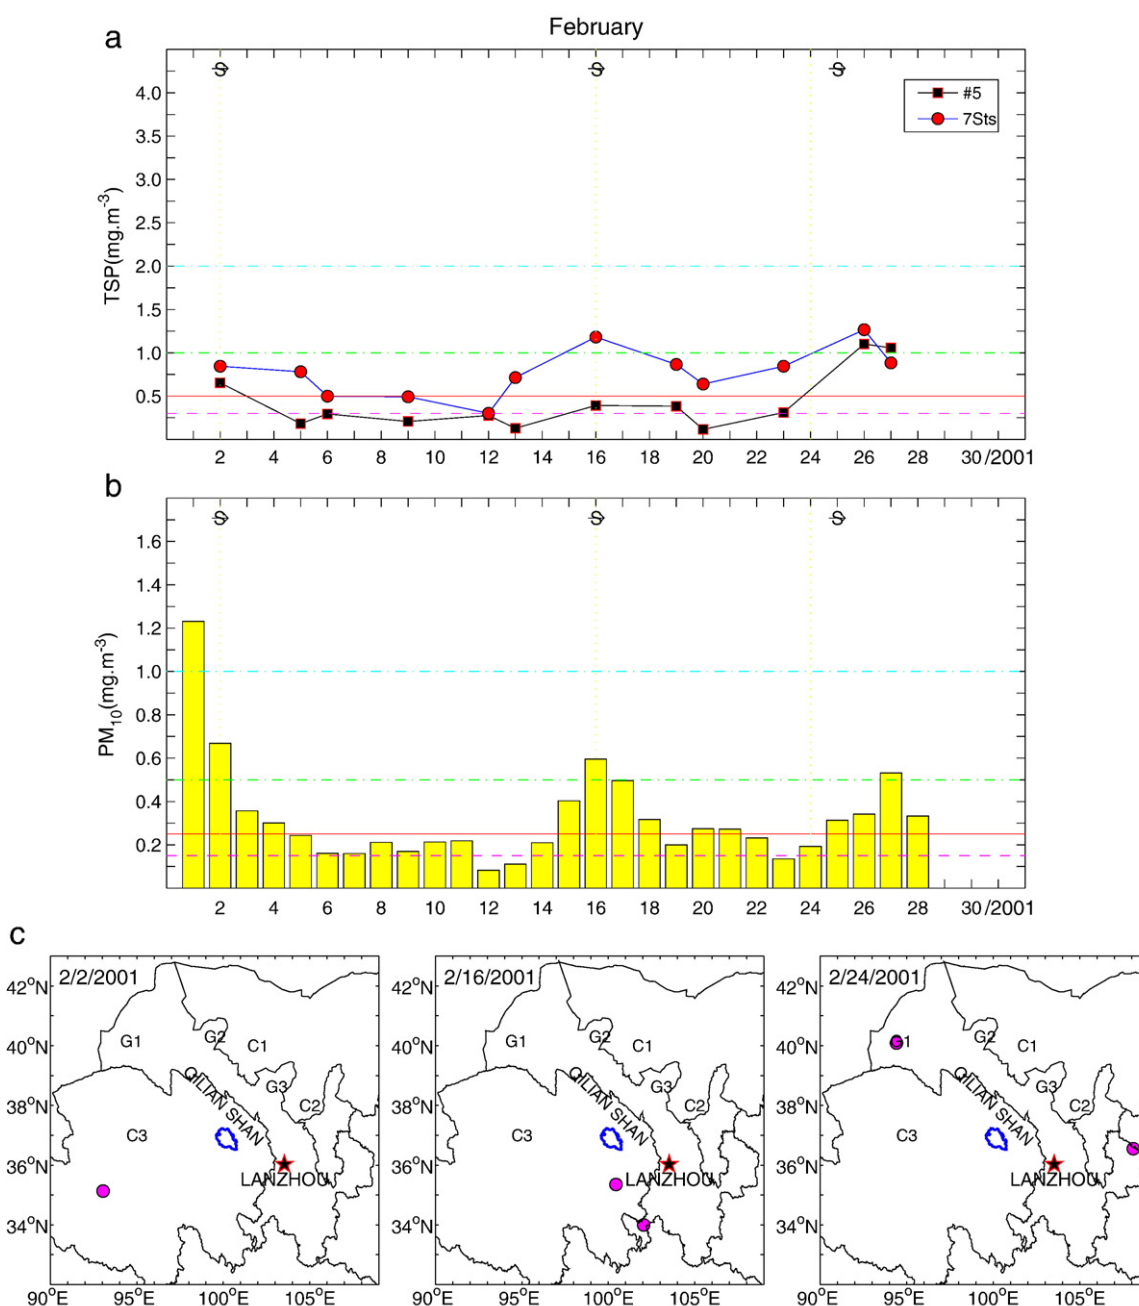 February
a
4.0
3.5
3.0
2.5
2.0
1.5
1.0
0.5
TSP(mg.m-3)
#5
7Sts
2 4 6 8 10 12 14 16 18 20 22 24 26 28 30/2001
b
1.6
1.4
1.2
1.0
0.8
0.6
0.4
0.2
PM10(mg.m-3)
2 4 6 8 10 12 14 16 18 20 22 24 26 28 30/2001
c
2/2/2001
42°N
40°N
38°N
36°N
34°N
G1
G2
C1
G3
C2
C3
QILIAN SHAN
LANZHOU
90°E 95°E 100°E 105°E
2/16/2001
42°N
40°N
38°N
36°N
34°N
G1
G2
C1
G3
C2
C3
QILIAN SHAN
LANZHOU
90°E 95°E 100°E 105°E
2/24/2001
42°N
40°N
38°N
36°N
34°N
G1
G2
C1
G3
C2
C3
QILIAN SHAN
LANZHOU
90°E 95°E 100°E 105°E